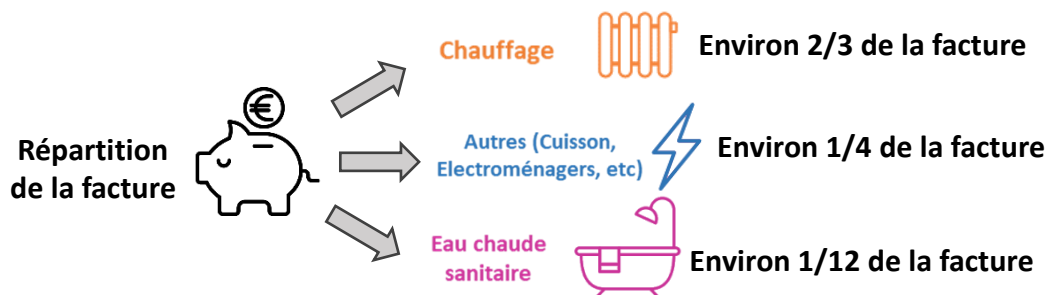 Répartition
de la facture
€
Chauffage
Environ 2/3 de la facture
Autres (Cuisson,
Electroménagers, etc)
Environ 1/4 de la facture
Eau chaude
sanitaire
Environ 1/12 de la facture